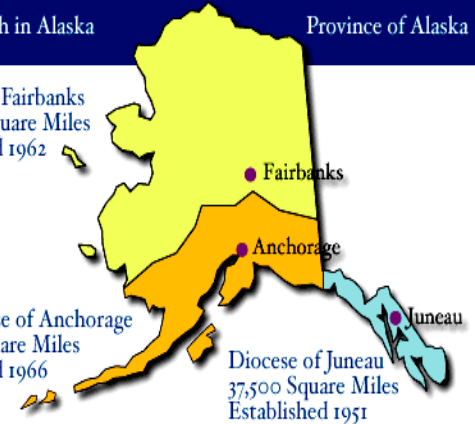 h in Alaska
Province of Alaska
Fairbanks
uare Miles
1962
Fairbanks
Anchorage
e of Anchorage
are Miles
1966
Juneau
Diocese of Juneau
37,500 Square Miles
Established 1951